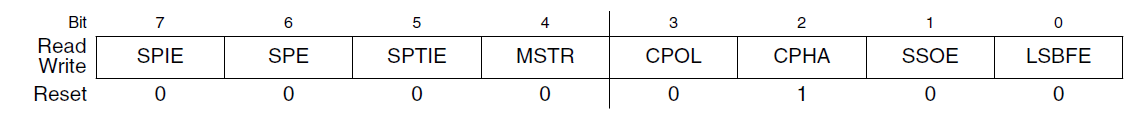 Bit 7 6 5 4 3 2 1 0
Read
Write SPIE SPE SPTIE MSTR CPOL CPHA SSOE LSBFE
Reset 0 0 0 0 0 1 0 0